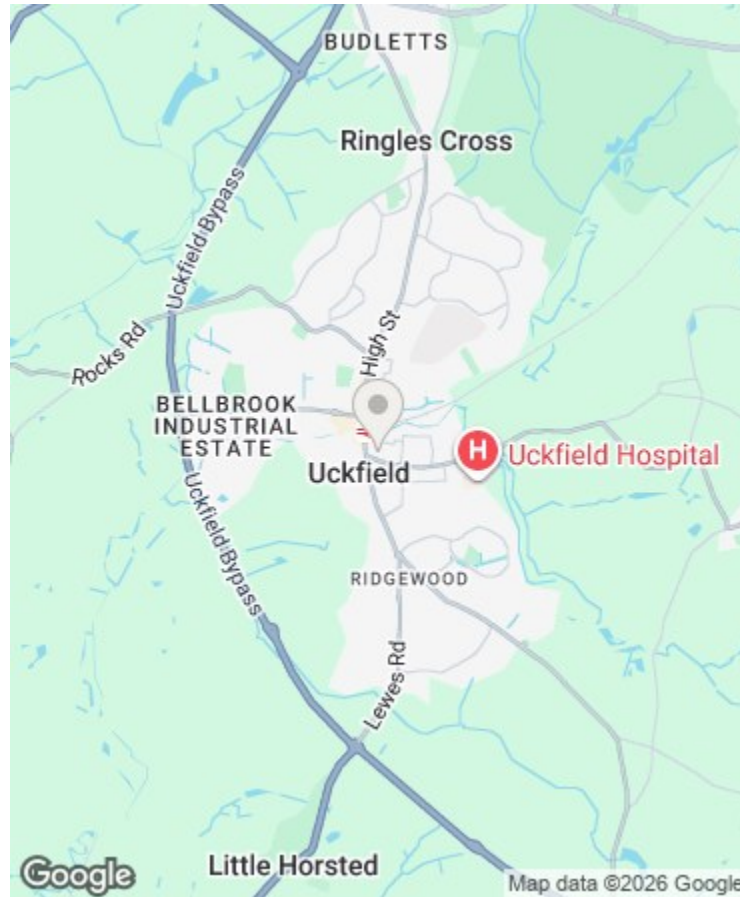 BUDLETTS
Ringles Cross
Uckfield Bypass
High St
Rocks Rd
BELLBROOK
INDUSTRIAL
ESTATE
H
Uckfield Hospital
Uckfield
Uckfield Bypass
RIDGEWOOD
Lewes Rd
Little Horsted
Google
Map data ©2026 Google